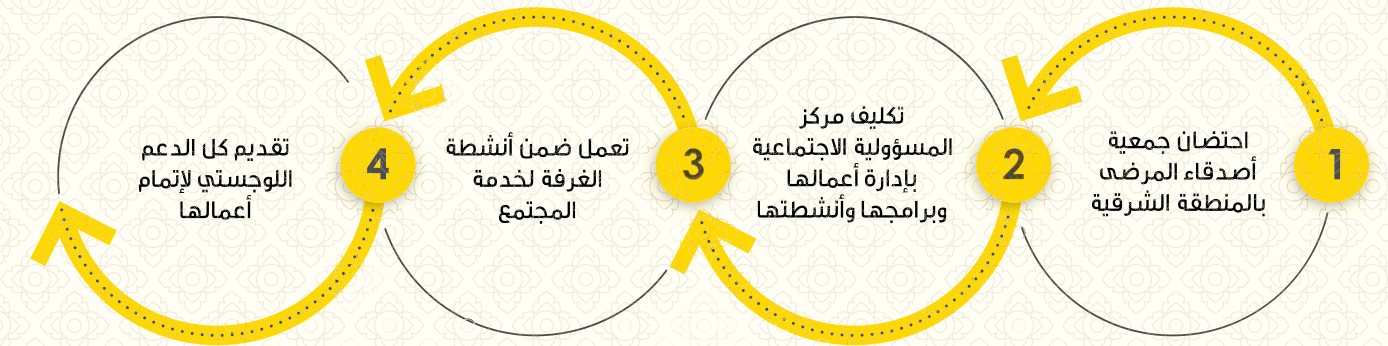 1
احتضان جمعية
أصدقاء المرضى
بالمنطقة الشرقية
2
تكليف مركز
المسؤولية الاجتماعية
بإدارة أعمالها
وبرامجها وأنشطتها
3
تعمل ضمن أنشطة
الغرفة لخدمة
المجتمع
4
تقديم كل الدعم
اللوجستي لإتمام
أعمالها